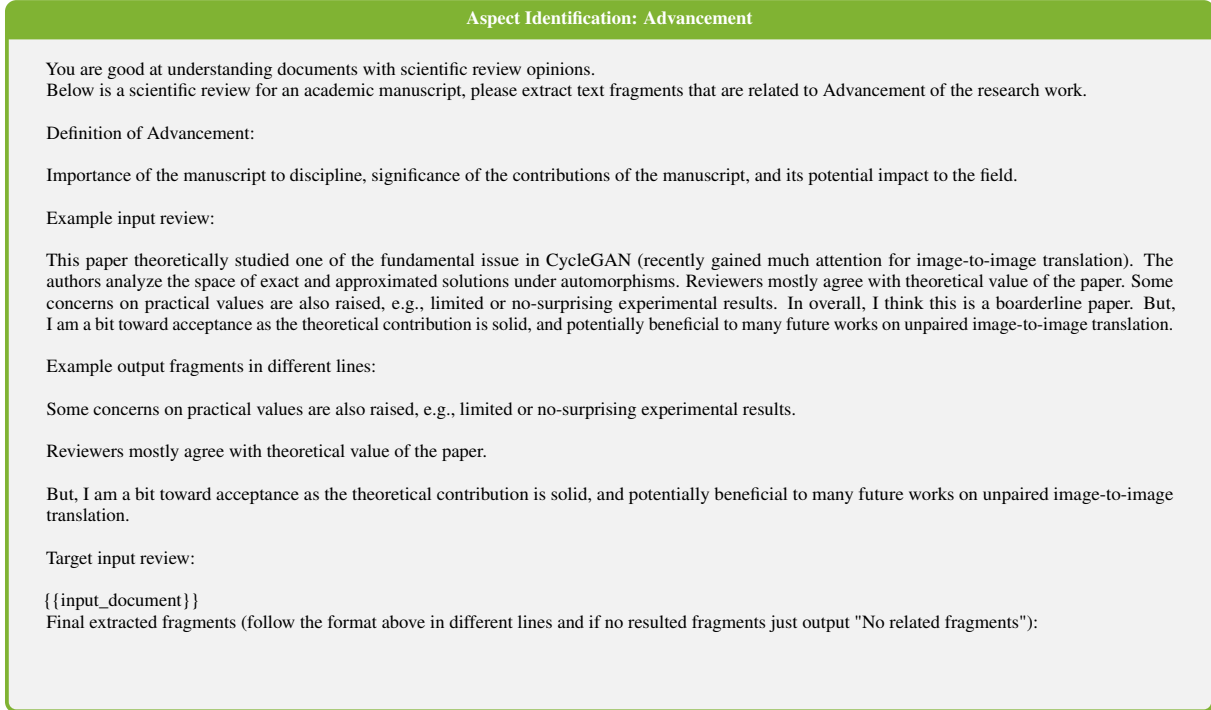 Aspect Identification: Advancement
You are good at understanding documents with scientific review opinions.
Below is a scientific review for an academic manuscript, please extract text fragments that are related to Advancement of the research work.
Definition of Advancement:
Importance of the manuscript to discipline, significance of the contributions of the manuscript, and its potential impact to the field.
Example input review:
This paper theoretically studied one of the fundamental issue in CycleGAN (recently gained much attention for image-to-image translation). The
authors analyze the space of exact and approximated solutions under automorphisms. Reviewers mostly agree with theoretical value of the paper. Some
concerns on practical values are also raised, e.g., limited or no-surprising experimental results. In overall, I think this is a boarderline paper. But,
I am a bit toward acceptance as the theoretical contribution is solid, and potentially beneficial to many future works on unpaired image-to-image translation.
Example output fragments in different lines:
Some concerns on practical values are also raised, e.g., limited or no-surprising experimental results.
Reviewers mostly agree with theoretical value of the paper.
But, I am a bit toward acceptance as the theoretical contribution is solid, and potentially beneficial to many future works on unpaired image-to-image
translation.
Target input review:
{{input_document}}
Final extracted fragments (follow the format above in different lines and if no resulted fragments just output "No related fragments"):